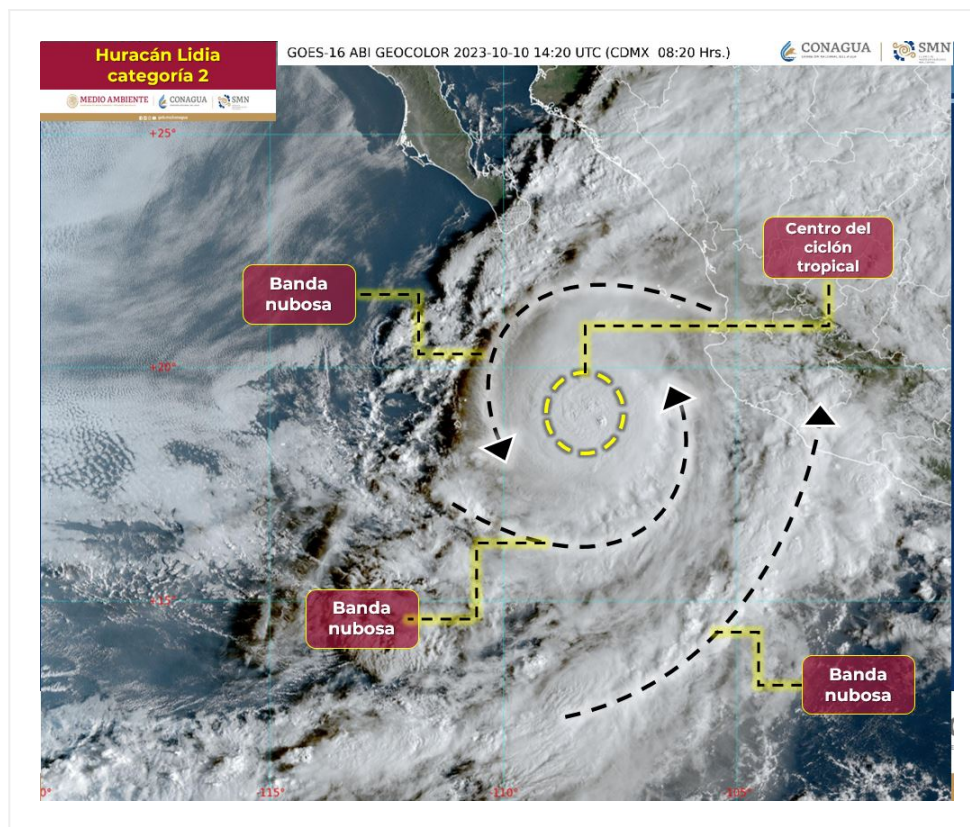 Huracán Lidia
categoría 2
GOES-16 ABI GEOCOLOR 2023-10-10 14:20 UTC (CDMX 08:20 Hrs.)
CONAGUA
SMN
MEDIO AMBIENTE
CONAGUA
SMN
+25°
Centro del
ciclón
tropical
Banda
nubosa
+20°
+15°
Banda
nubosa
Banda
nubosa
0°
-115°
-110°
-105°